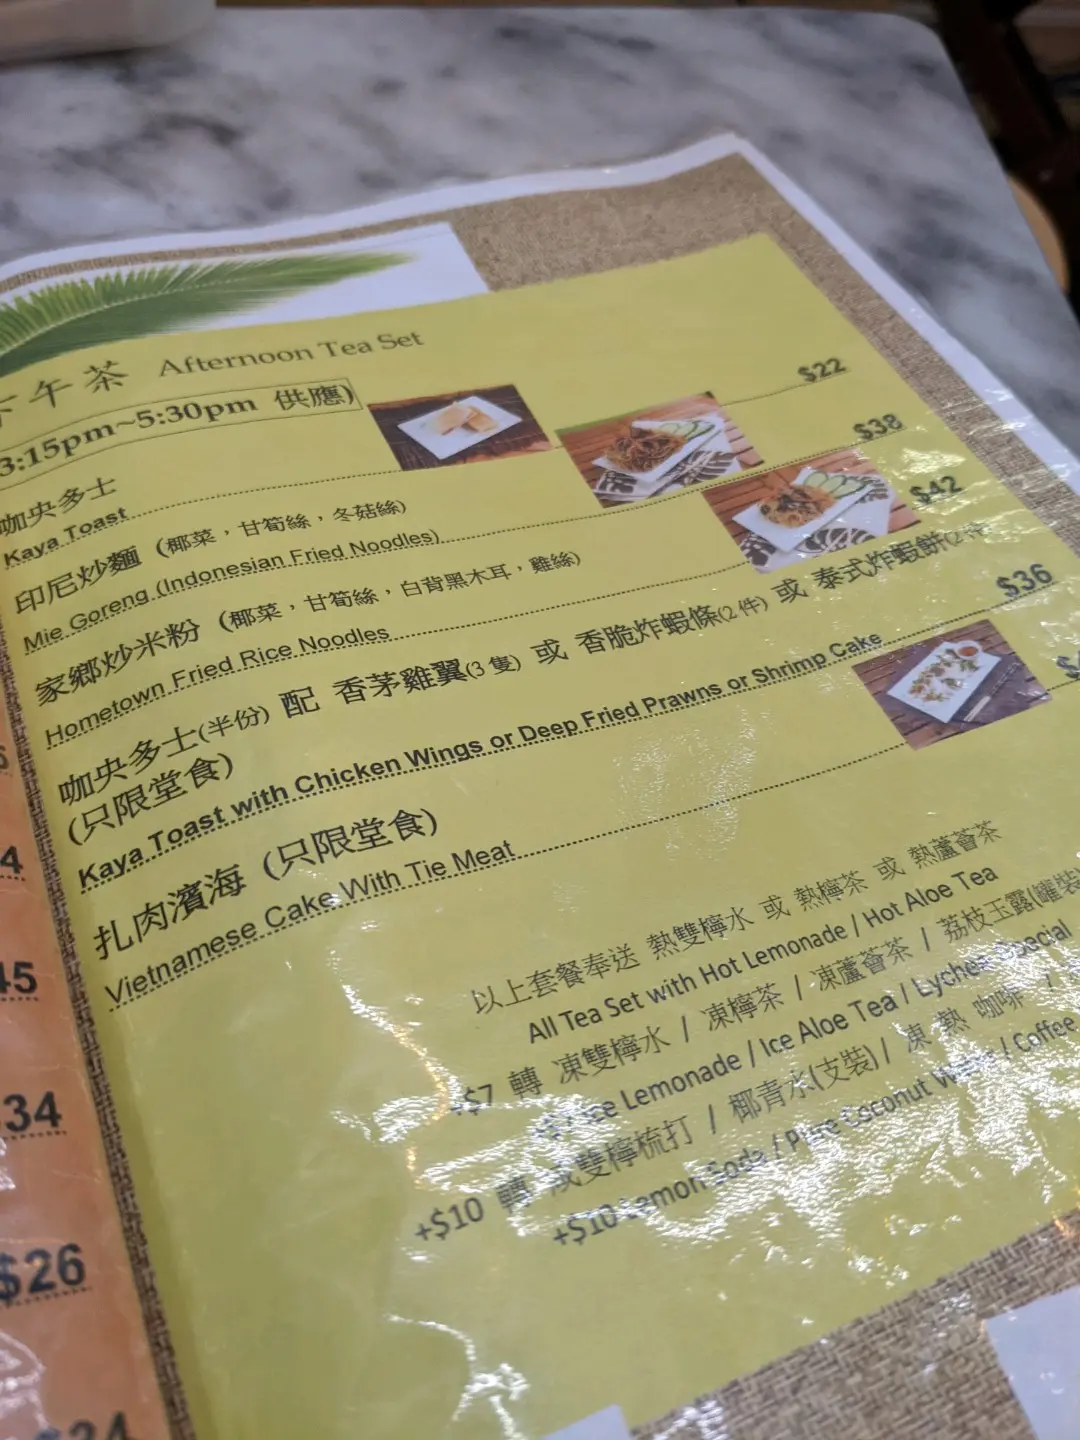 午茶 Afternoon Tea Set
3:15pm~5:30pm 供應)
咖央多士
Kaya Toast $22
印尼炒麵 (椰菜，甘筍絲，冬菇絲)
Mie Goreng (Indonesian Fried Noodles) $38
家鄉炒米粉 (椰菜，甘筍絲，白背黑木耳，雞絲)
Hometown Fried Rice Noodles $42
咖央多士(半份) 配 香茅雞翼(3 隻) 或 香脆炸蝦條(2 件) 或 泰式炸蝦餅(2 件
(只限堂食)
Kaya Toast with Chicken Wings or Deep Fried Prawns or Shrimp Cake $36
扎肉濱海 (只限堂食)
Vietnamese Cake With Tie Meat
以上套餐奉送 熱雙檸水 或 熱檸茶 或 熱蘆薈茶
All Tea Set with Hot Lemonade / Hot Aloe Tea
+$7 轉 凍雙檸水 / 凍檸茶 / 凍蘆薈茶 / 荔枝玉露(罐裝)
Ice Lemonade / Ice Aloe Tea / Lychee Special
+$10 轉 咸雙檸梳打 / 椰青水(支裝) / 凍 熱 咖啡 /
+$10 Lemon Soda / Pure Coconut Water / Coffee
4
45
34
$26
34